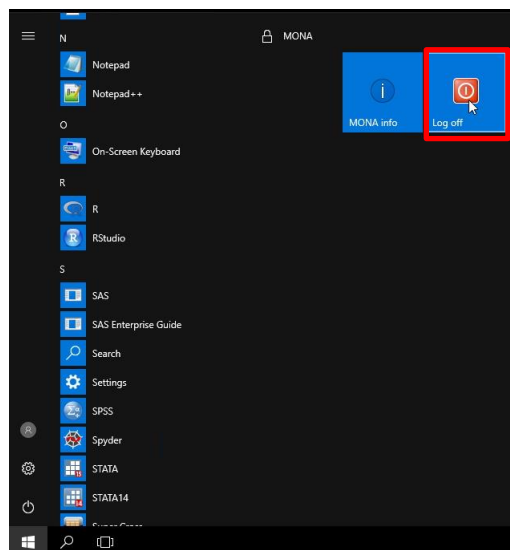 N
MONA
Notepad
Notepad++
MONA info
Log off
O
On-Screen Keyboard
R
R
RStudio
S
SAS
SAS Enterprise Guide
Search
Settings
SPSS
Spyder
STATA
STATA14